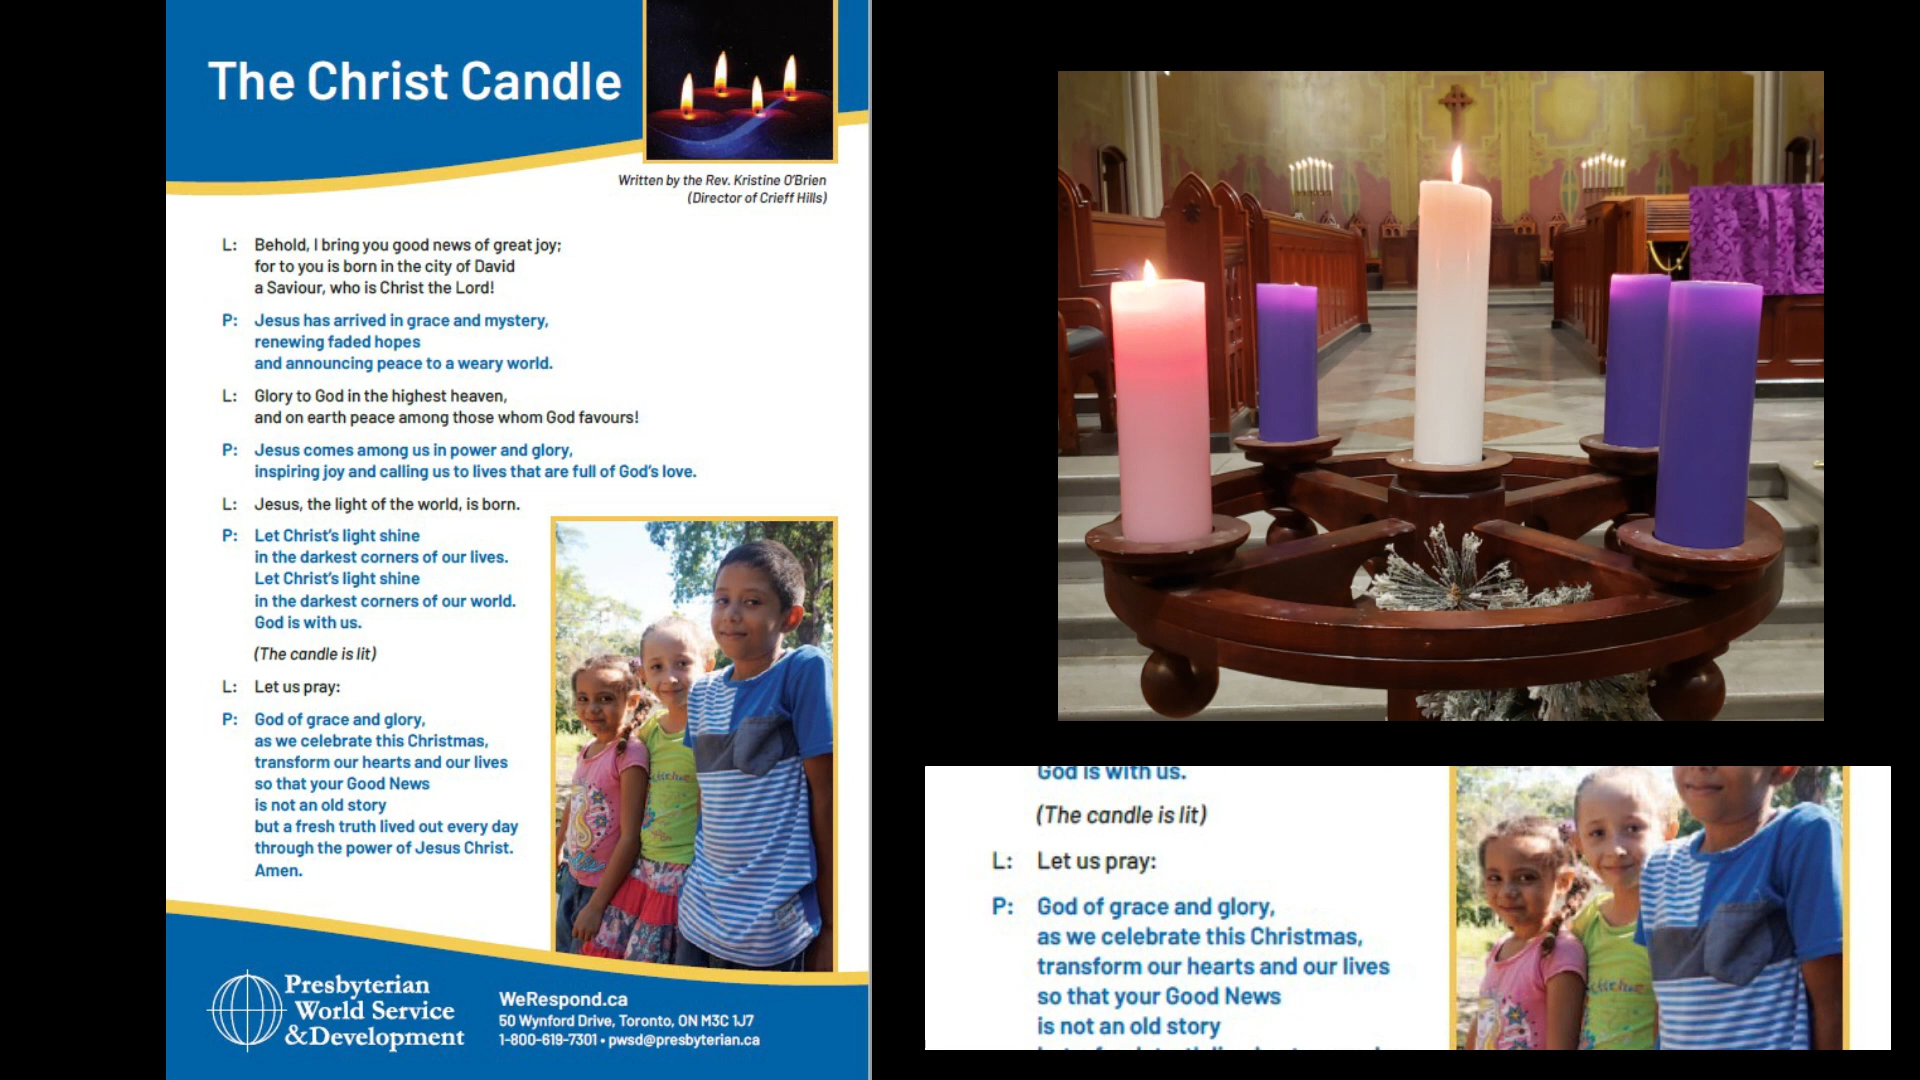 The Christ Candle
Written by the Rev. Kristine O'Brien
(Director of Crieff Hills)
L: Behold, I bring you good news of great joy;
for to you is born in the city of David
a Saviour, who is Christ the Lord!
P: Jesus has arrived in grace and mystery,
renewing faded hopes
and announcing peace to a weary world.
L: Glory to God in the highest heaven,
and on earth peace among those whom God favours!
P: Jesus comes among us in power and glory,
inspiring joy and calling us to lives that are full of God's love.
L: Jesus, the light of the world, is born.
P: Let Christ's light shine
in the darkest corners of our lives.
Let Christ's light shine
in the darkest corners of our world.
God is with us.
(The candle is lit)
L: Let us pray:
P: God of grace and glory,
as we celebrate this Christmas,
transform our hearts and our lives
so that your Good News
is not an old story
but a fresh truth lived out every day
through the power of Jesus Christ.
Amen.
Presbyterian
World Service
&Development
WeRespond.ca
50 Wynford Drive, Toronto, ON M3C 1J7
1-800-619-7301 • pwsd@presbyterian.ca
God is with us.
(The candle is lit)
L: Let us pray:
P: God of grace and glory,
as we celebrate this Christmas,
transform our hearts and our lives
so that your Good News
is not an old story